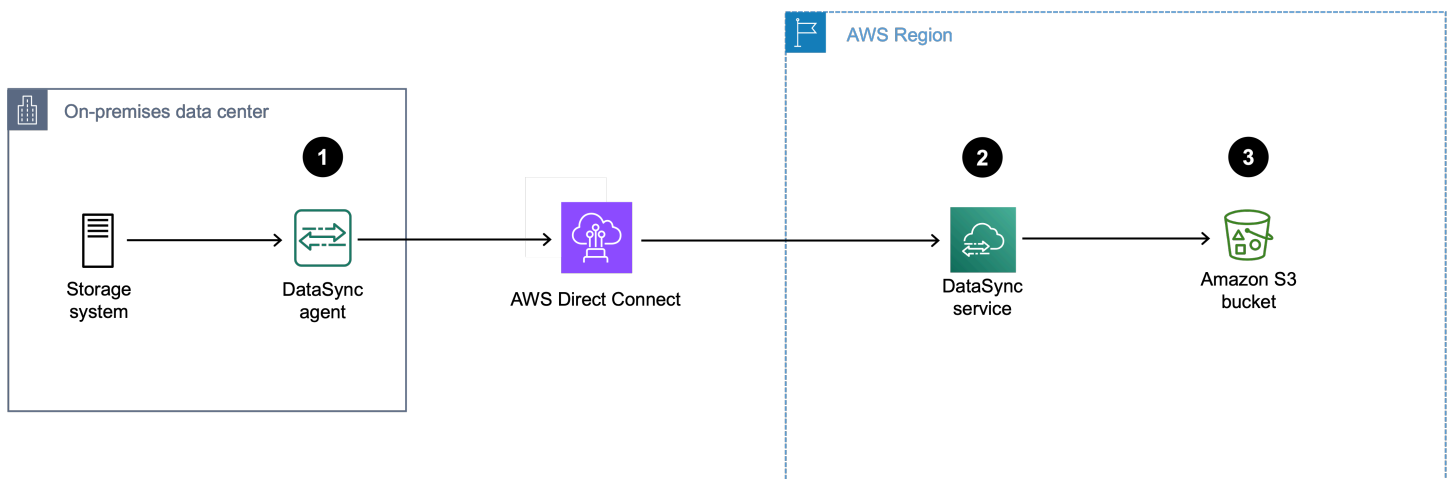 AWS Region
On-premises data center
1
2
3
Storage
system
DataSync
agent
AWS Direct Connect
DataSync
service
Amazon S3
bucket